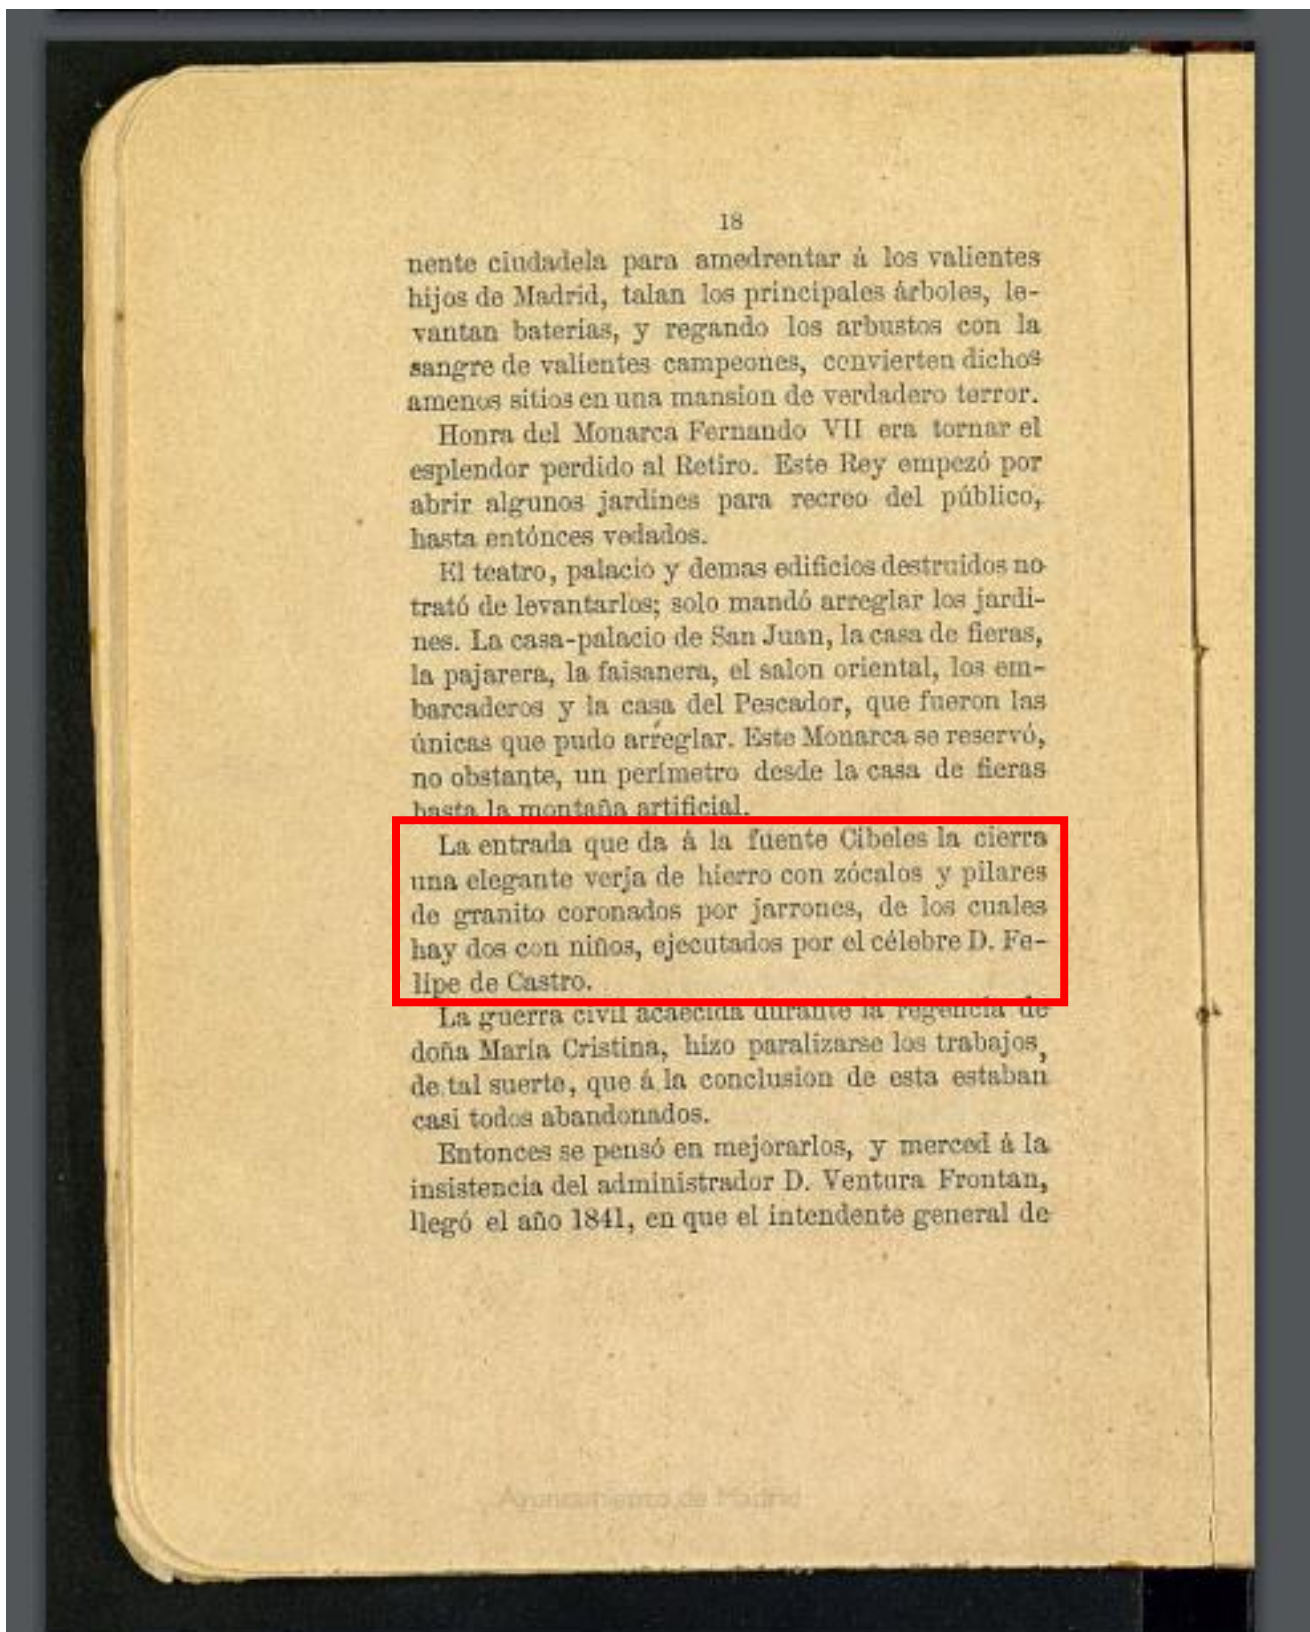 18
nente ciudadela para amedrentar á los valientes
hijos de Madrid, talan los principales árboles, le-
vantan baterias, y regando los arbustos con la
sangre de valientes campeones, convierten dichos
amenos sitios en una mansion de verdadero terror.
Honra del Monarca Fernando VII era tornar el
esplendor perdido al Retiro. Este Rey empezó por
abrir algunos jardines para recreo del público,
hasta entónces vedados.
El teatro, palacio y demas edificios destruidos no
trató de levantarlos; solo mandó arreglar los jardi-
nes. La casa-palacio de San Juan, la casa de fieras,
la pajarera, la faisanera, el salon oriental, los em-
barcaderos y la casa del Pescador, que fueron las
únicas que pudo arreglar. Este Monarca se reservó,
no obstante, un perímetro desde la casa de fieras
hasta la montaña artificial.
La entrada que da á la fuente Cibeles la cierra
una elegante verja de hierro con zócalos y pilares
de granito coronados por jarrones, de los cuales
hay dos con niños, ejecutados por el célebre D. Fe-
lipe de Castro.
La guerra civil acaecida durante la regencia de
doña María Cristina, hizo paralizarse los trabajos,
de tal suerte, que á la conclusion de esta estaban
casi todos abandonados.
Entonces se pensó en mejorarlos, y merced á la
insistencia del administrador D. Ventura Frontan,
llegó el año 1841, en que el intendente general de
Ayuntamiento de Madrid